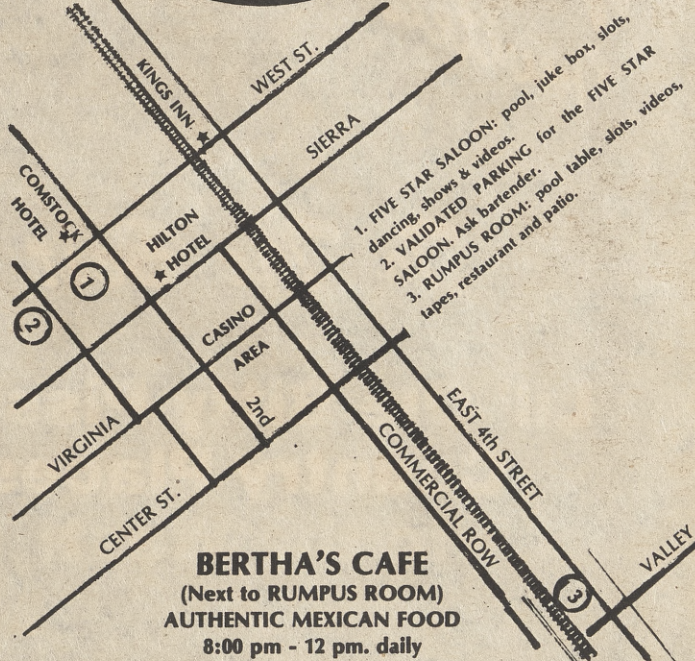 KINGS INN
WEST ST.
SIERRA
COMSTOCK
HOTEL
HILTON
HOTEL
1
2
CASINO
AREA
2nd
VIRGINIA
CENTER ST.
COMMERCIAL ROW
EAST 4th STREET
VALLEY
3
1. FIVE STAR SALOON: pool, juke box, slots,
dancing, shows & videos.
2. VALIDATED PARKING for the FIVE STAR
SALOON. Ask bartender.
3. RUMPUS ROOM: pool table, slots, videos,
tapes, restaurant and patio.
BERTHA'S CAFE
(Next to RUMPUS ROOM)
AUTHENTIC MEXICAN FOOD
8:00 pm - 12 pm. daily